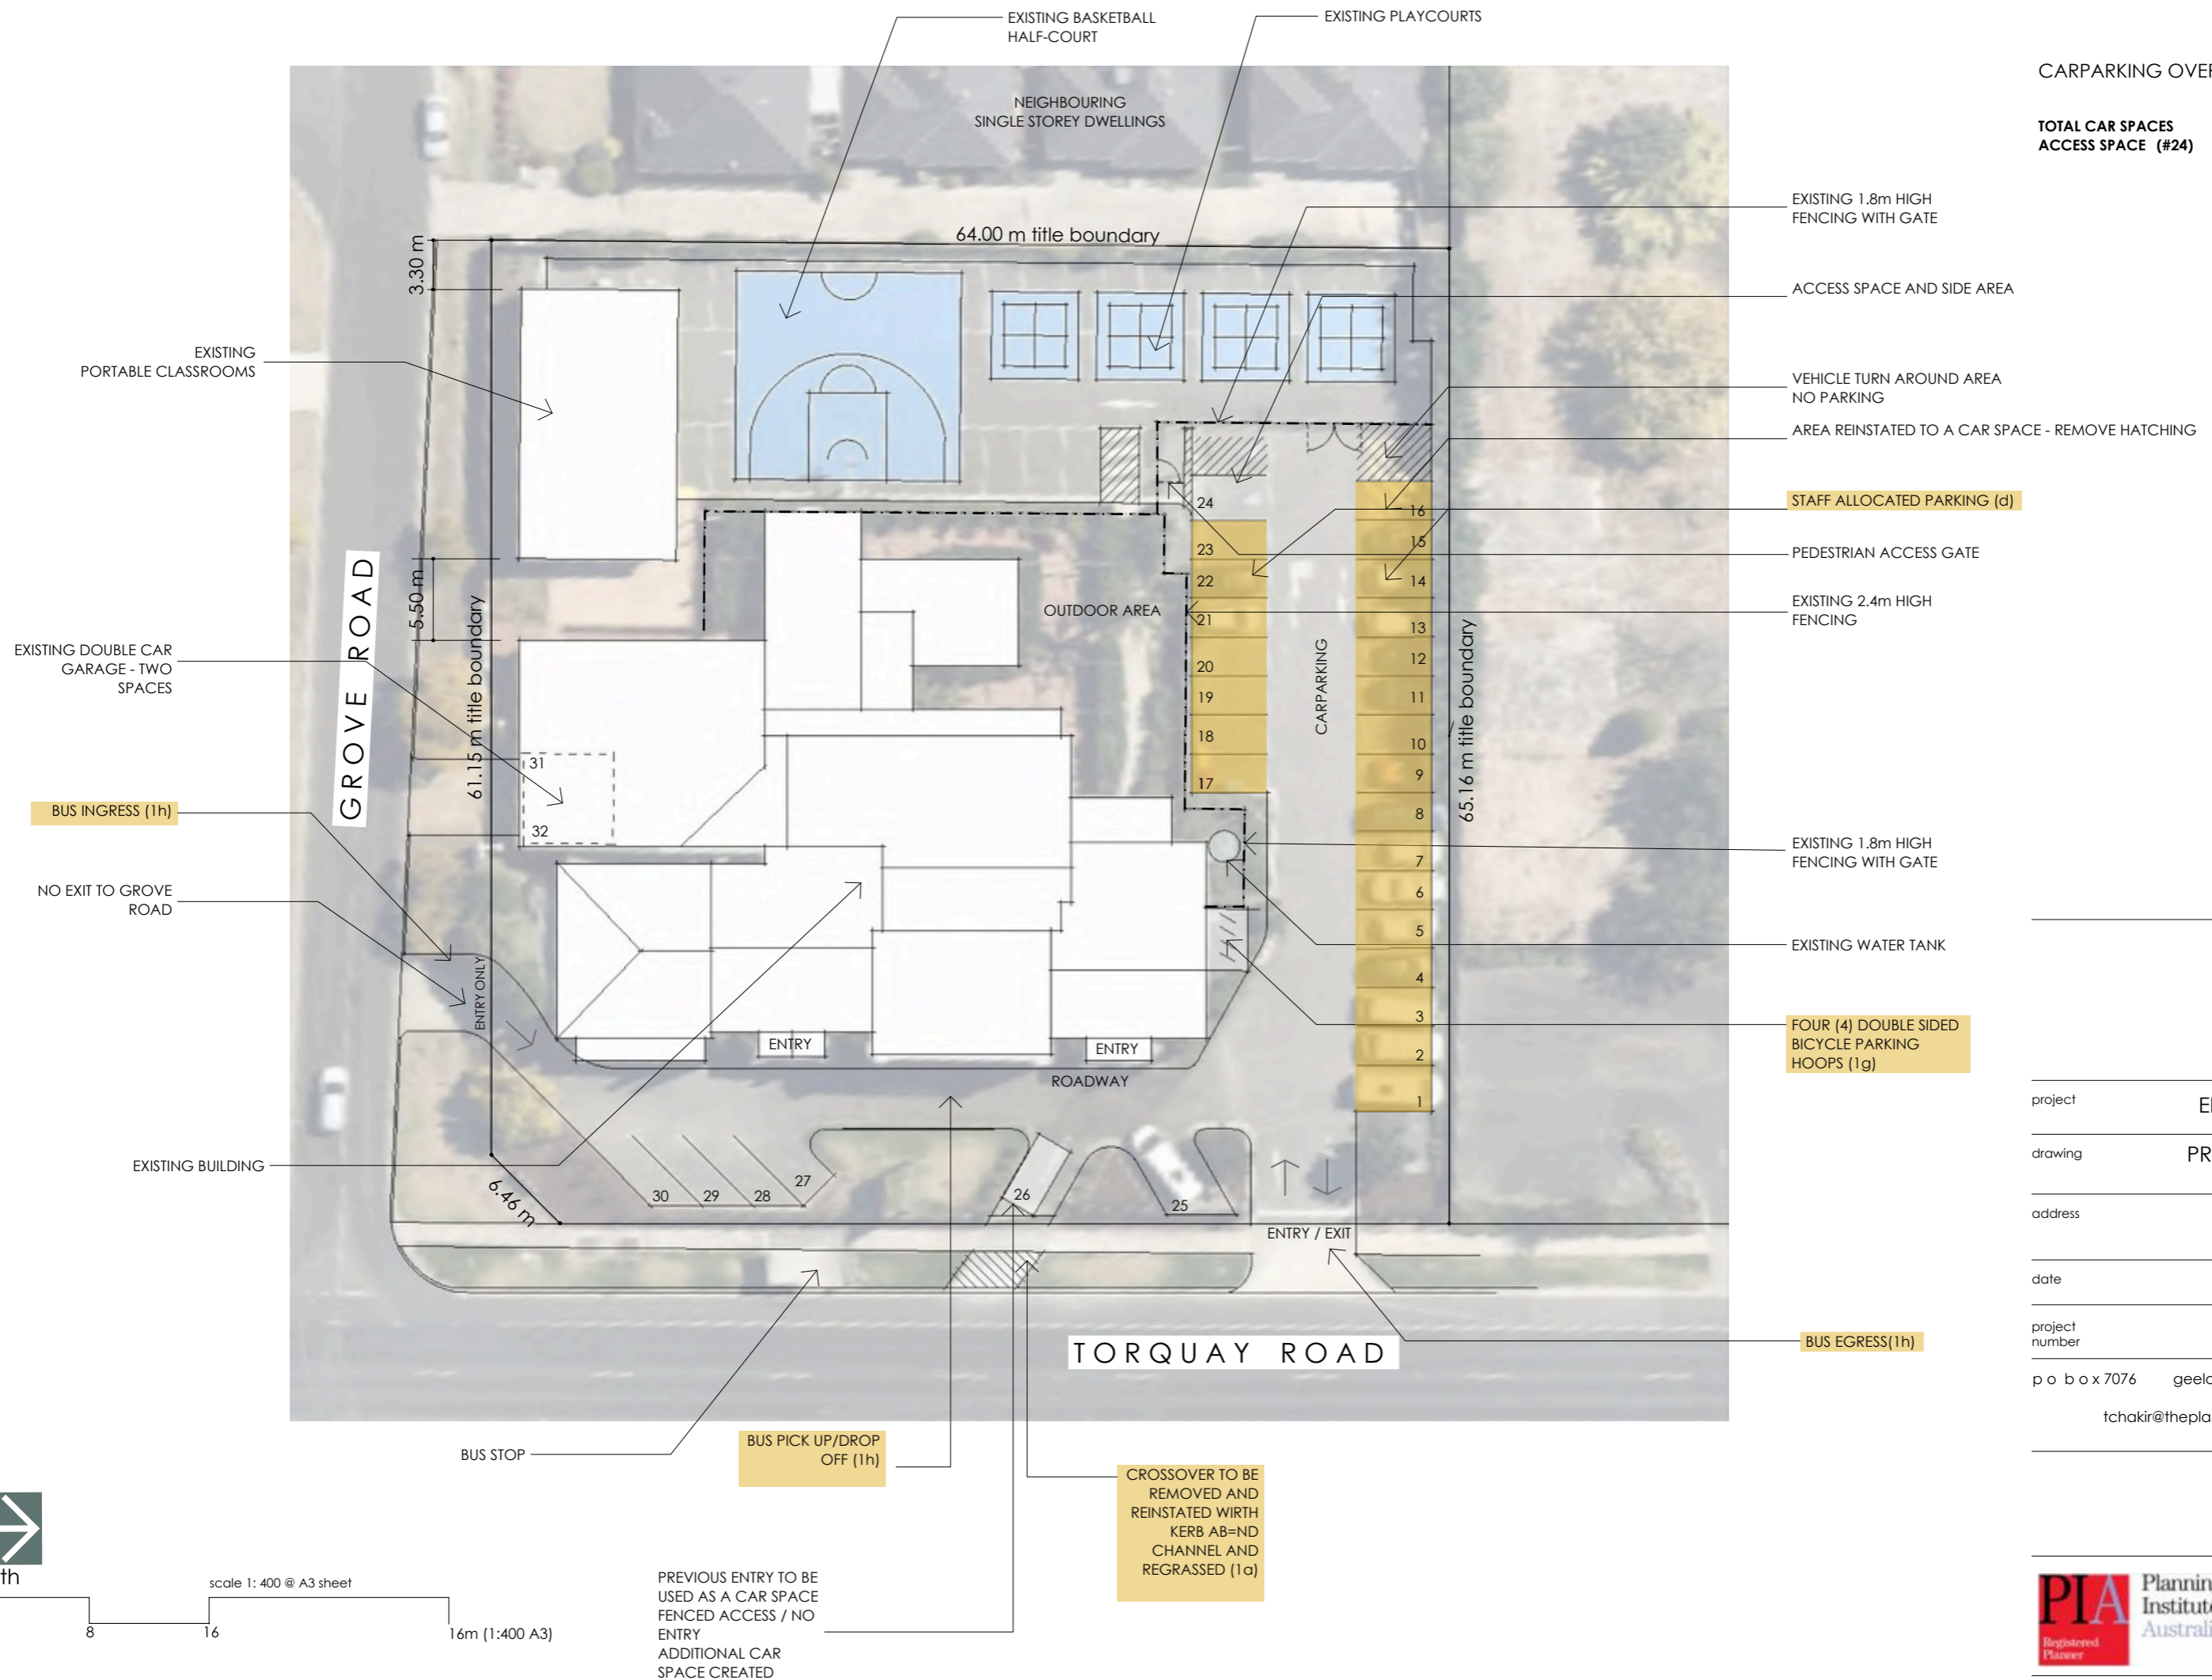 EXISTING BASKETBALL
HALF-COURT
EXISTING PLAYCOURTS
CARPARKING
NEIGHBOURING
SINGLE STOREY DWELLINGS
TOTAL CAR SPACES
ACCESS SPACE (#24)
EXISTING 1.8m HIGH
FENCING WITH GATE
64.00 m title boundary
3.30 m
ACCESS SPACE AND SIDE AREA
EXISTING
PORTABLE CLASSROOMS
VEHICLE TURN AROUND AREA
NO PARKING
AREA REINSTATED TO A CAR SPACE - REMOVE HATCHING
STAFF ALLOCATED PARKING (d)
PEDESTRIAN ACCESS GATE
EXISTING 2.4m HIGH
FENCING
24
23
22
21
20
19
18
17
16
15
14
13
12
11
10
9
8
7
6
5
4
3
2
1
OUTDOOR AREA
CARPARKING
65.16 m title boundary
GROVE ROAD
5.50 m
61.15 m title boundary
EXISTING DOUBLE CAR
GARAGE - TWO
SPACES
31
32
BUS INGRESS (1h)
NO EXIT TO GROVE
ROAD
ENTRY ONLY
EXISTING 1.8m HIGH
FENCING WITH GATE
EXISTING WATER TANK
FOUR (4) DOUBLE SIDED
BICYCLE PARKING
HOOPS (1g)
ENTRY
ENTRY
ROADWAY
EXISTING BUILDING
6.46 m
30
29
28
27
26
25
ENTRY / EXIT
TORQUAY ROAD
BUS EGRESS(1h)
BUS STOP
BUS PICK UP/DROP
OFF (1h)
CROSSOVER TO BE
REMOVED AND
REINSTATED WIRTH
KERB AB=ND
CHANNEL AND
REGRASSED (1a)
PREVIOUS ENTRY TO BE
USED AS A CAR SPACE
FENCED ACCESS / NO
ENTRY
ADDITIONAL CAR
SPACE CREATED
scale 1: 400 @ A3 sheet
8
16
16m (1:400 A3)
project
drawing
address
date
project
number
p o b o x 7076
tchakir@thepla
PIA
Registered
Planner
Institute